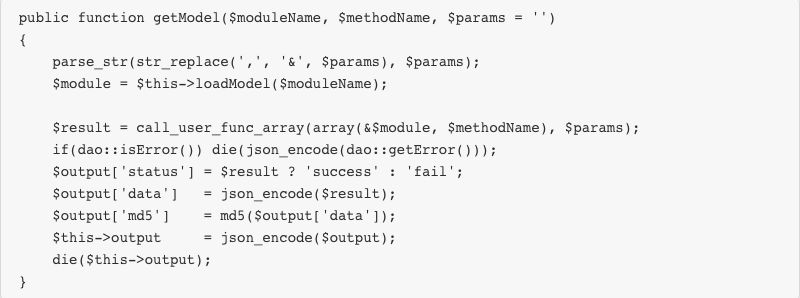 public function getModel($moduleName, $methodName, $params = '')
{
    parse_str(str_replace(',', '&', $params), $params);
    $module = $this->loadModel($moduleName);

    $result = call_user_func_array(array(&$module, $methodName), $params);
    if(dao::isError()) die(json_encode(dao::getError()));
    $output['status'] = $result ? 'success' : 'fail';
    $output['data']   = json_encode($result);
    $output['md5']    = md5($output['data']);
    $this->output     = json_encode($output);
    die($this->output);
}